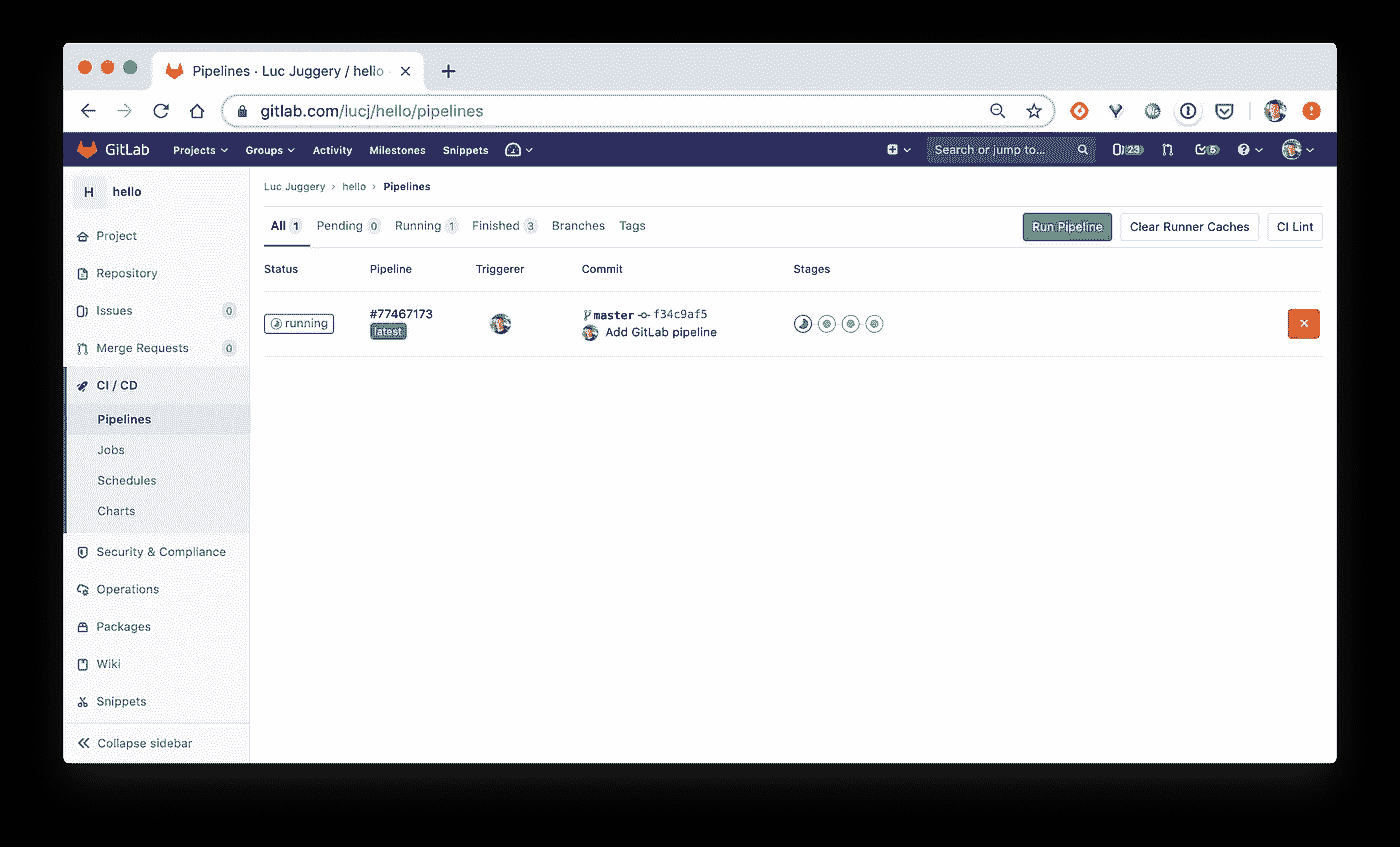 Pipelines · Luc Juggery / hello
gitlab.com/lucj/hello/pipelines
GitLab Projects Groups Activity Milestones Snippets Search or jump to... 23 5
H hello
Luc Juggery › hello › Pipelines
All 1 Pending 0 Running 1 Finished 3 Branches Tags Run Pipeline Clear Runner Caches CI Lint
Project
Repository
Issues 0
Merge Requests 0
CI / CD
Pipelines
Jobs
Schedules
Charts
Security & Compliance
Operations
Packages
Wiki
Snippets
Collapse sidebar
Status Pipeline Triggerer Commit Stages
running #77467173 master f34c9af5
latest Add GitLab pipeline